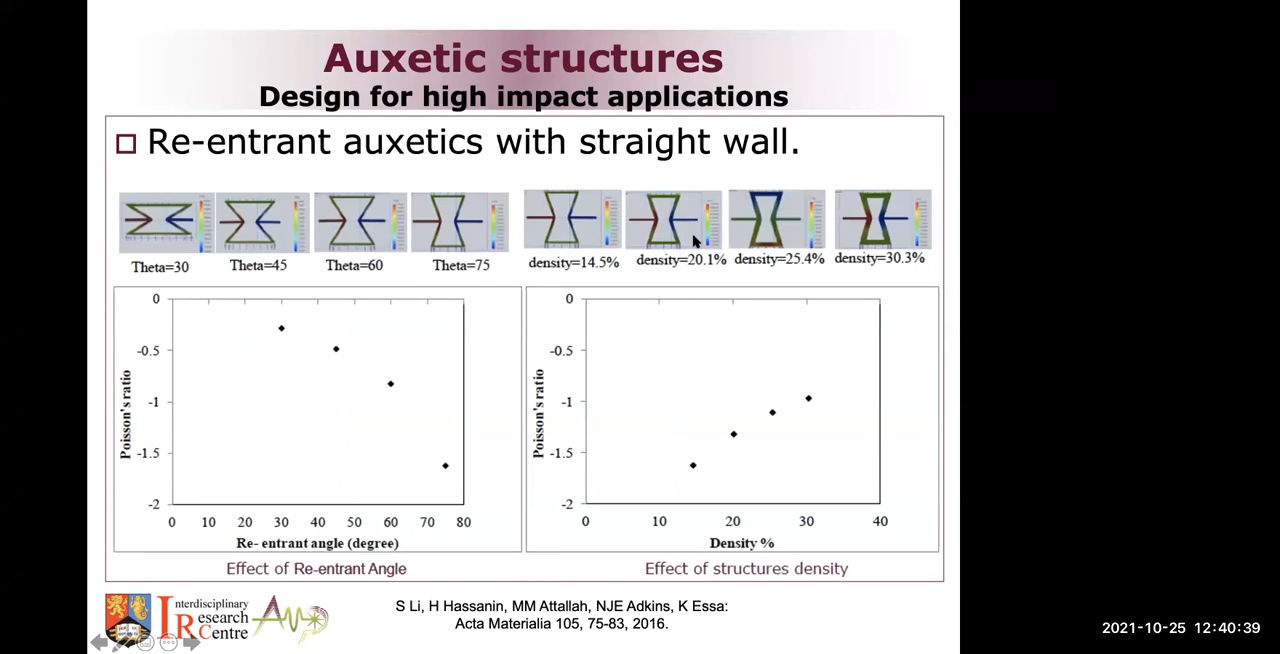 Auxetic structures
Design for high impact applications
Re-entrant auxetics with straight wall.
Theta=30
Theta=45
Theta=60
Theta=75
density=14.5%
density=20.1%
density=25.4%
density=30.3%
0
-0.5
-1
-1.5
-2
Poisson's ratio
0 10 20 30 40 50 60 70 80
Re- entrant angle (degree)
Effect of Re-entrant Angle
0
-0.5
-1
-1.5
-2
Poisson's ratio
0 10 20 30 40
Density %
Effect of structures density
Interdisciplinary
Research
Centre
S Li, H Hassanin, MM Attallah, NJE Adkins, K Essa:
Acta Materialia 105, 75-83, 2016.
2021-10-25 12:40:39